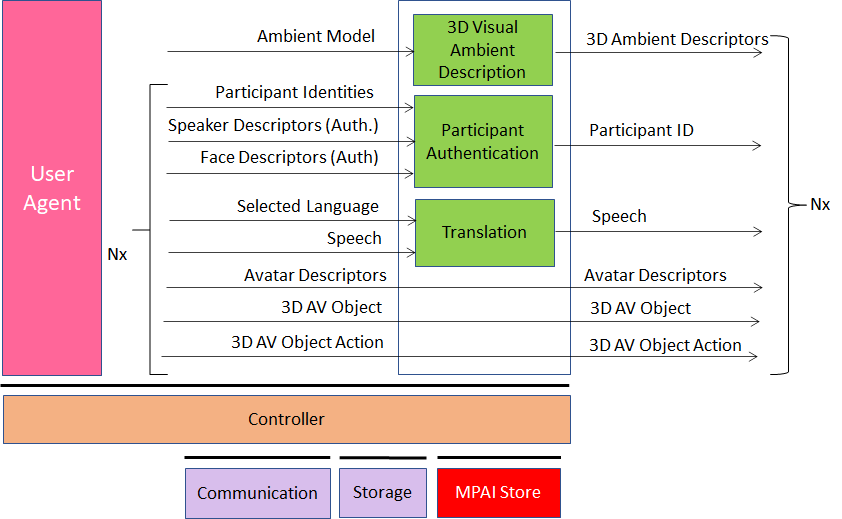 Ambient Model
3D Visual
Ambient
Description
3D Ambient Descriptors
Participant Identities
Speaker Descriptors (Auth.)
Face Descriptors (Auth)
Participant
Authentication
Participant ID
User
Agent
Nx
Selected Language
Speech
Translation
Speech
Nx
Avatar Descriptors
Avatar Descriptors
3D AV Object
3D AV Object
3D AV Object Action
3D AV Object Action
Controller
Communication
Storage
MPAI Store